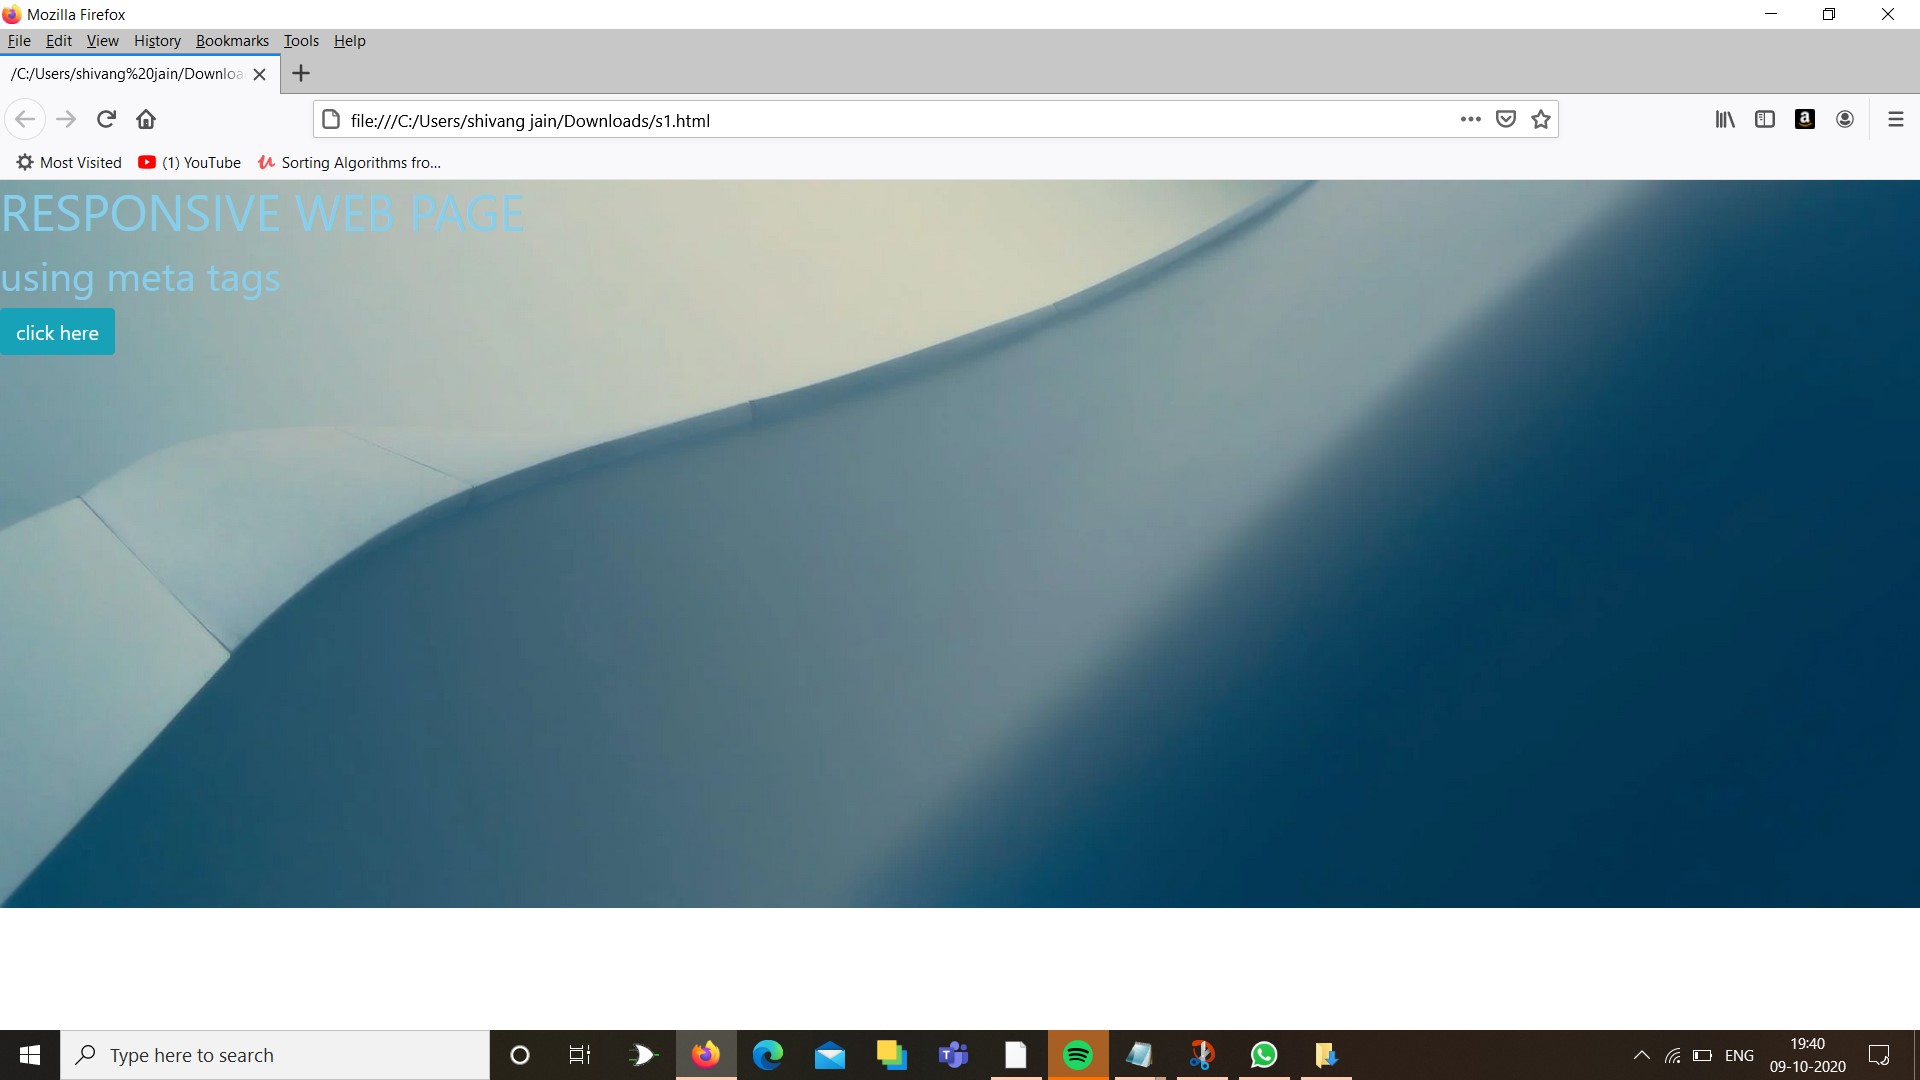 Mozilla Firefox
File Edit View History Bookmarks Tools Help
/C:/Users/shivang%20jain/Downloa
file:///C:/Users/shivang jain/Downloads/s1.html
Most Visited (1) YouTube Sorting Algorithms fro...
RESPONSIVE WEB PAGE
using meta tags
click here
Type here to search
ENG
19:40
09-10-2020